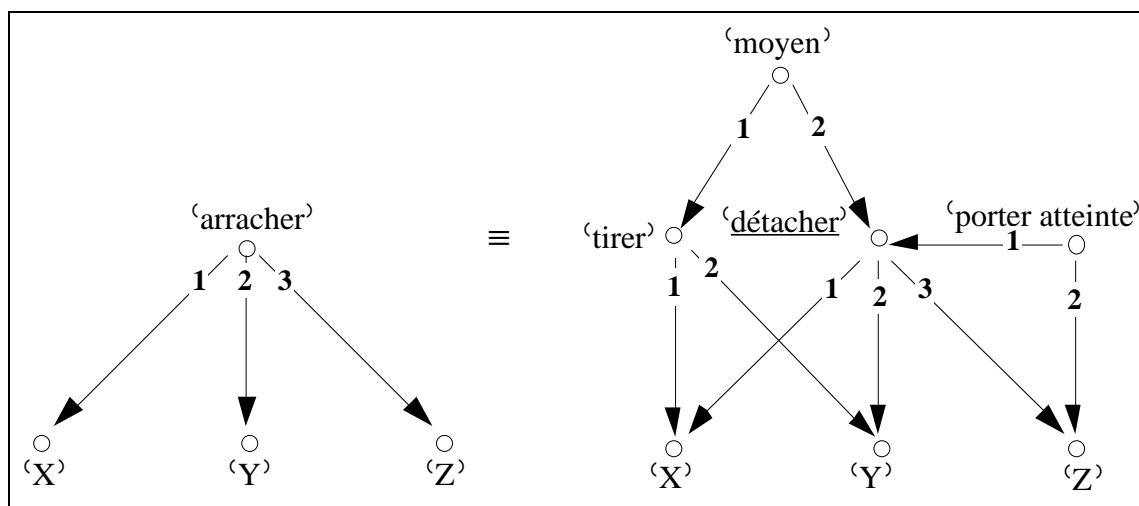 ‛moyen’
1 2
‛arracher’ ≡ ‛tirer’ ‛détacher’ ‛porter atteinte’
1
1 2 3 1 2 1 2 3 2
‛X’ ‛Y’ ‛Z’ ‛X’ ‛Y’ ‛Z’